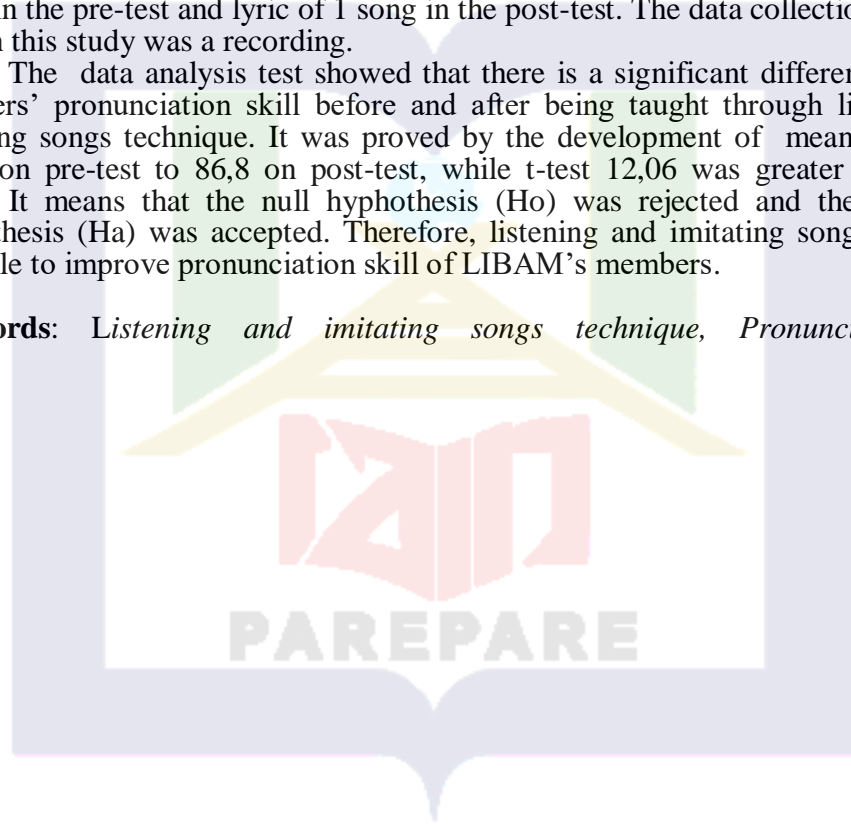 in the pre-test and lyric of 1 song in the post-test. The data collectio
this study was a recording.
The data analysis test showed that there is a significant differen
ers’ pronunciation skill before and after being taught through li
ng songs technique. It was proved by the development of mean
on pre-test to 86,8 on post-test, while t-test 12,06 was greater
It means that the null hyphothesis (Ho) was rejected and the
thesis (Ha) was accepted. Therefore, listening and imitating song
le to improve pronunciation skill of LIBAM’s members.
ords: Listening and imitating songs technique, Pronunci
iain
PAREPARE